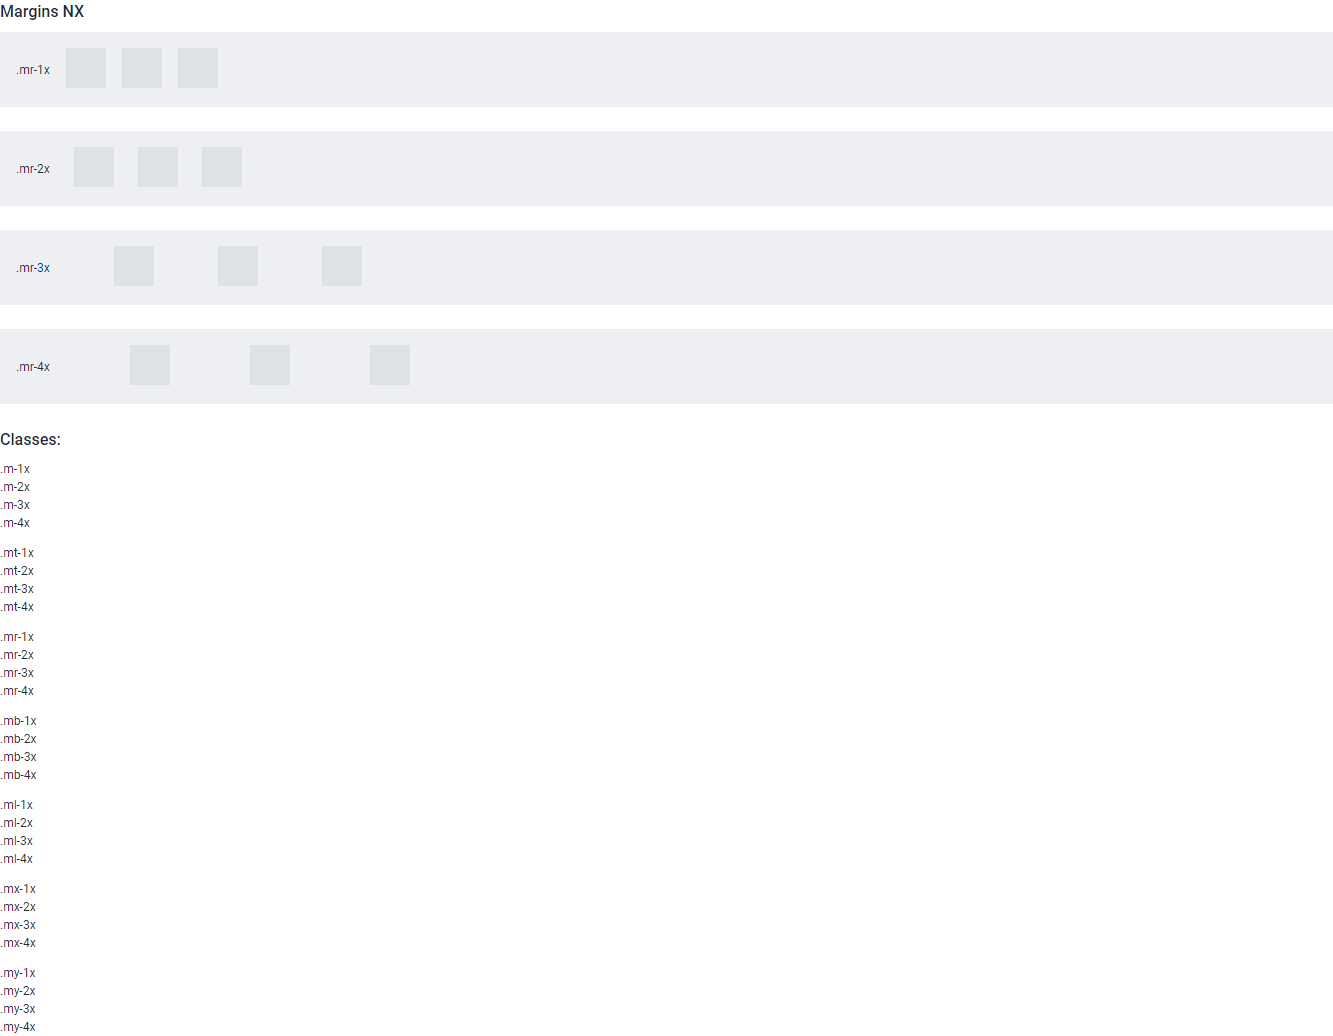 Margins NX
.mr-1x
.mr-2x
.mr-3x
.mr-4x
Classes:
.m-1x
.m-2x
.m-3x
.m-4x
.mt-1x
.mt-2x
.mt-3x
.mt-4x
.mr-1x
.mr-2x
.mr-3x
.mr-4x
.mb-1x
.mb-2x
.mb-3x
.mb-4x
.ml-1x
.ml-2x
.ml-3x
.ml-4x
.mx-1x
.mx-2x
.mx-3x
.mx-4x
.my-1x
.my-2x
.my-3x
.my-4x